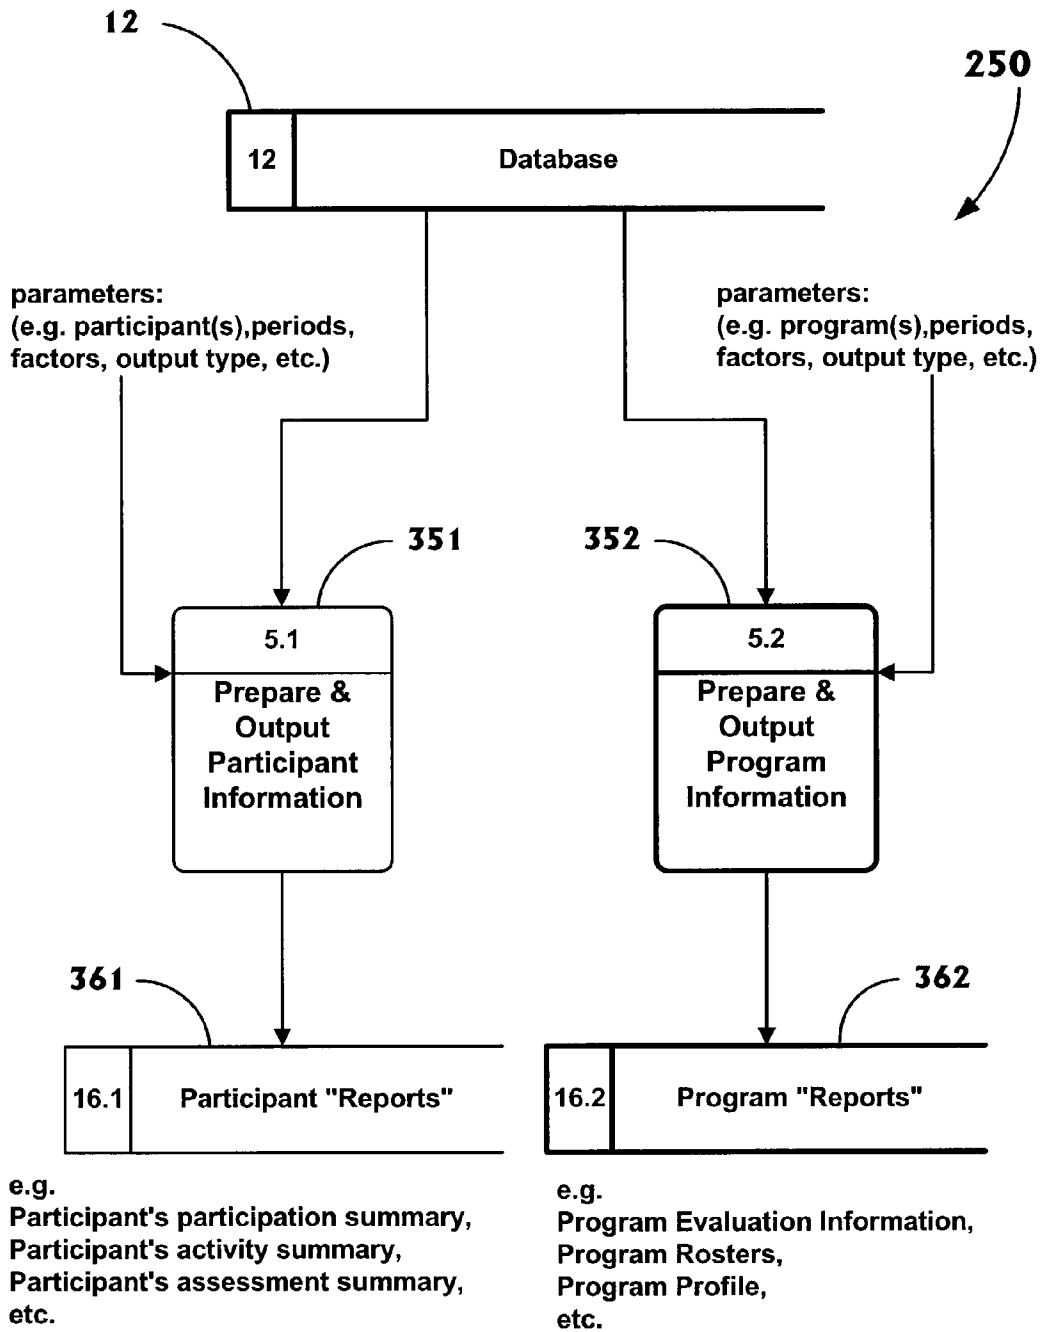 12
250
12
Database
parameters:
(e.g. participant(s),periods,
factors, output type, etc.)
parameters:
(e.g. program(s),periods,
factors, output type, etc.)
351
352
5.1
Prepare &
Output
Participant
Information
5.2
Prepare &
Output
Program
Information
361
362
16.1
Participant "Reports"
16.2
Program "Reports"
e.g.
Participant's participation summary,
Participant's activity summary,
Participant's assessment summary,
etc.
e.g.
Program Evaluation Information,
Program Rosters,
Program Profile,
etc.